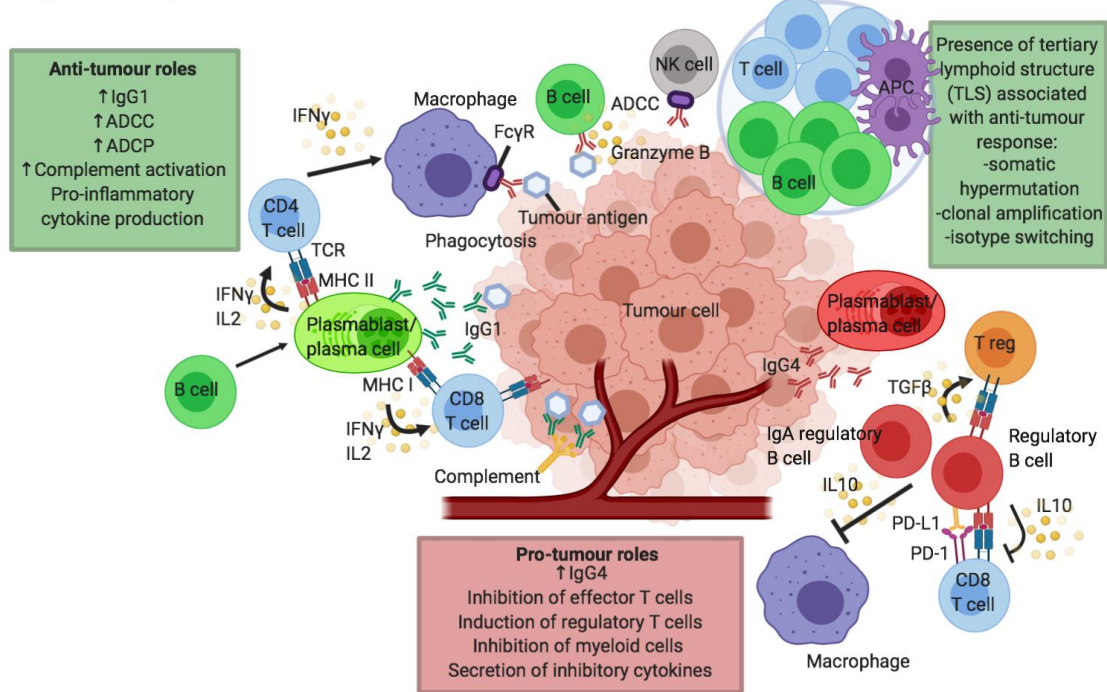 Anti-tumour roles
↑IgG1
↑ADCC
↑ADCP
↑Complement activation
Pro-inflammatory
cytokine production
IFNγ
Macrophage
FcγR
B cell
ADCC
NK cell
Granzyme B
Tumour antigen
Phagocytosis
T cell
APC
B cell
Presence of tertiary
lymphoid structure
(TLS) associated
with anti-tumour
response:
-somatic
hypermutation
-clonal amplification
-isotype switching
CD4
T cell
TCR
MHC II
IFNγ
IL2
Plasmablast/
plasma cell
IgG1
B cell
MHC I
IFNγ
IL2
CD8
T cell
Complement
Tumour cell
Plasmablast/
plasma cell
IgG4
T reg
TGFβ
IgA regulatory
B cell
Regulatory
B cell
IL10
IL10
PD-L1
PD-1
CD8
T cell
Macrophage
Pro-tumour roles
↑IgG4
Inhibition of effector T cells
Induction of regulatory T cells
Inhibition of myeloid cells
Secretion of inhibitory cytokines